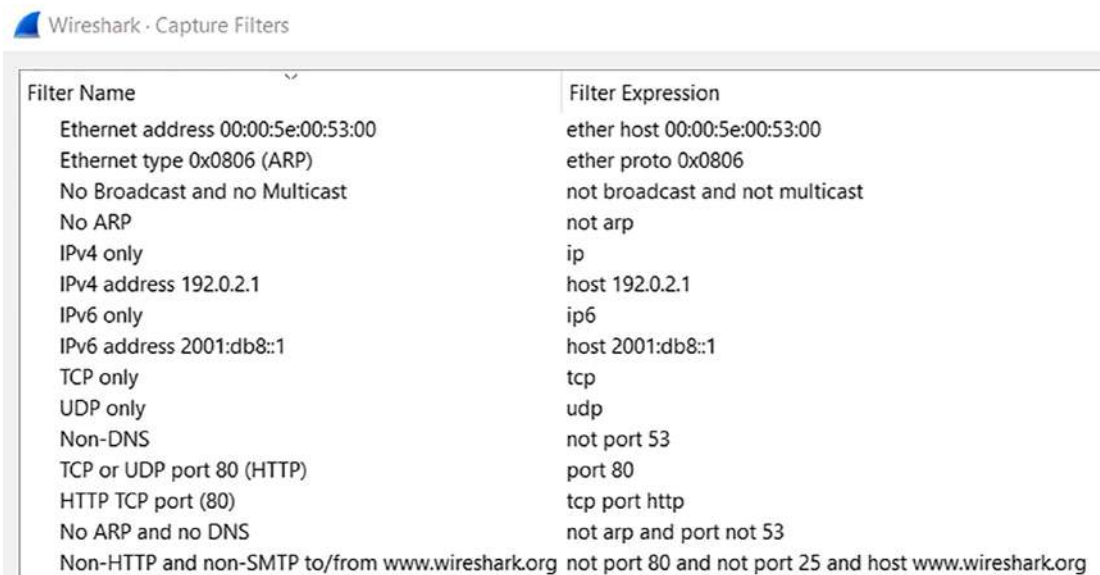 Wireshark · Capture Filters
Filter Name Filter Expression
Ethernet address 00:00:5e:00:53:00 ether host 00:00:5e:00:53:00
Ethernet type 0x0806 (ARP) ether proto 0x0806
No Broadcast and no Multicast not broadcast and not multicast
No ARP not arp
IPv4 only ip
IPv4 address 192.0.2.1 host 192.0.2.1
IPv6 only ip6
IPv6 address 2001:db8::1 host 2001:db8::1
TCP only tcp
UDP only udp
Non-DNS not port 53
TCP or UDP port 80 (HTTP) port 80
HTTP TCP port (80) tcp port http
No ARP and no DNS not arp and port not 53
Non-HTTP and non-SMTP to/from www.wireshark.org not port 80 and not port 25 and host www.wireshark.org